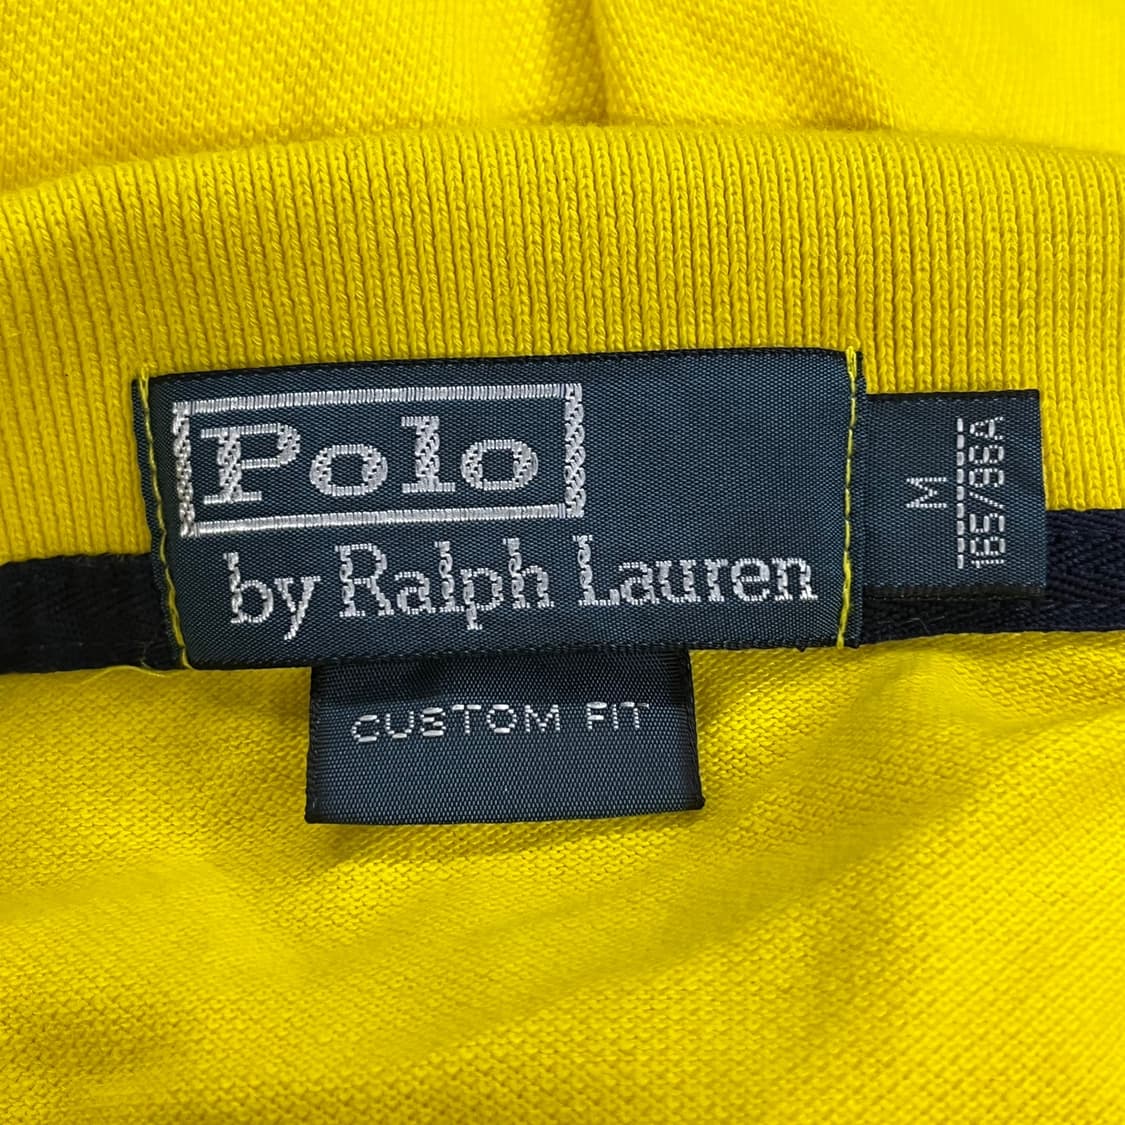 Polo
by Ralph Lauren
CUSTOM FIT
M
165/96A